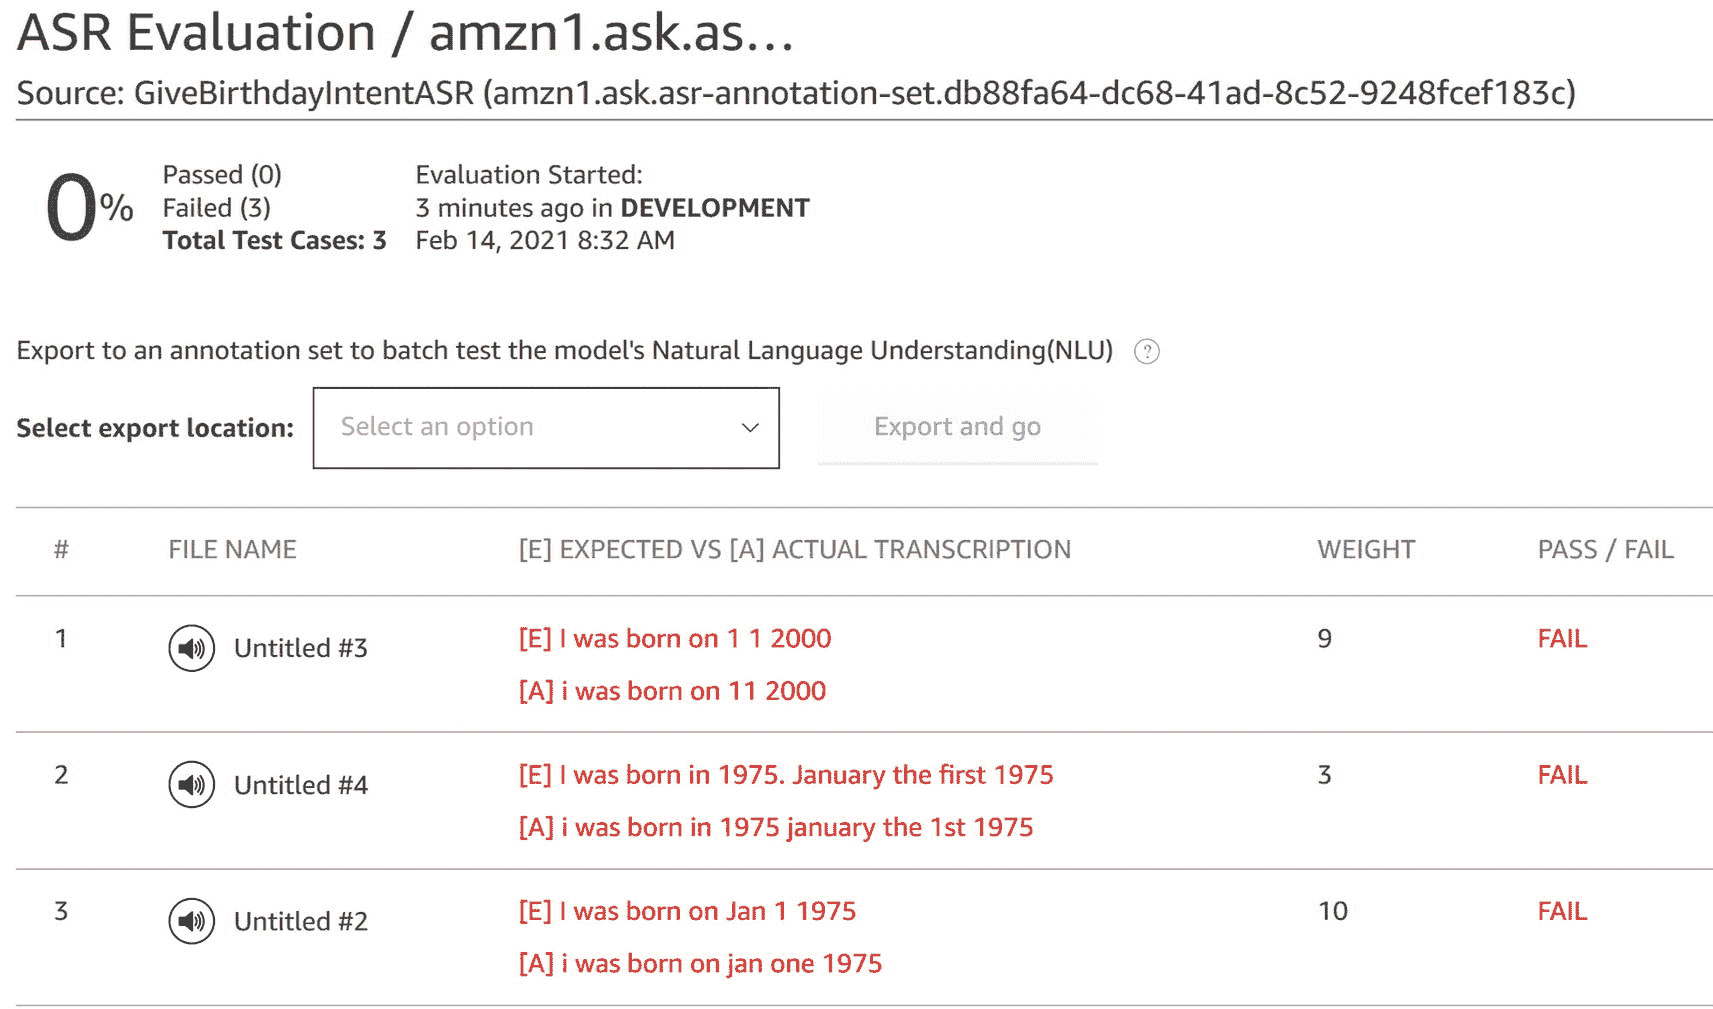 ASR Evaluation / amzn1.ask.as...
Source: GiveBirthdayIntentASR (amzn1.ask.asr-annotation-set.db88fa64-dc68-41ad-8c52-9248fcef183c)
0%
Passed (0)
Failed (3)
Total Test Cases: 3
Evaluation Started:
3 minutes ago in DEVELOPMENT
Feb 14, 2021 8:32 AM
Export to an annotation set to batch test the model's Natural Language Understanding(NLU) ?
Select export location: Select an option Export and go
# FILE NAME [E] EXPECTED VS [A] ACTUAL TRANSCRIPTION WEIGHT PASS / FAIL
1 Untitled #3 [E] I was born on 1 1 2000 9 FAIL
[A] i was born on 11 2000
2 Untitled #4 [E] I was born in 1975. January the first 1975 3 FAIL
[A] i was born in 1975 january the 1st 1975
3 Untitled #2 [E] I was born on Jan 1 1975 10 FAIL
[A] i was born on jan one 1975